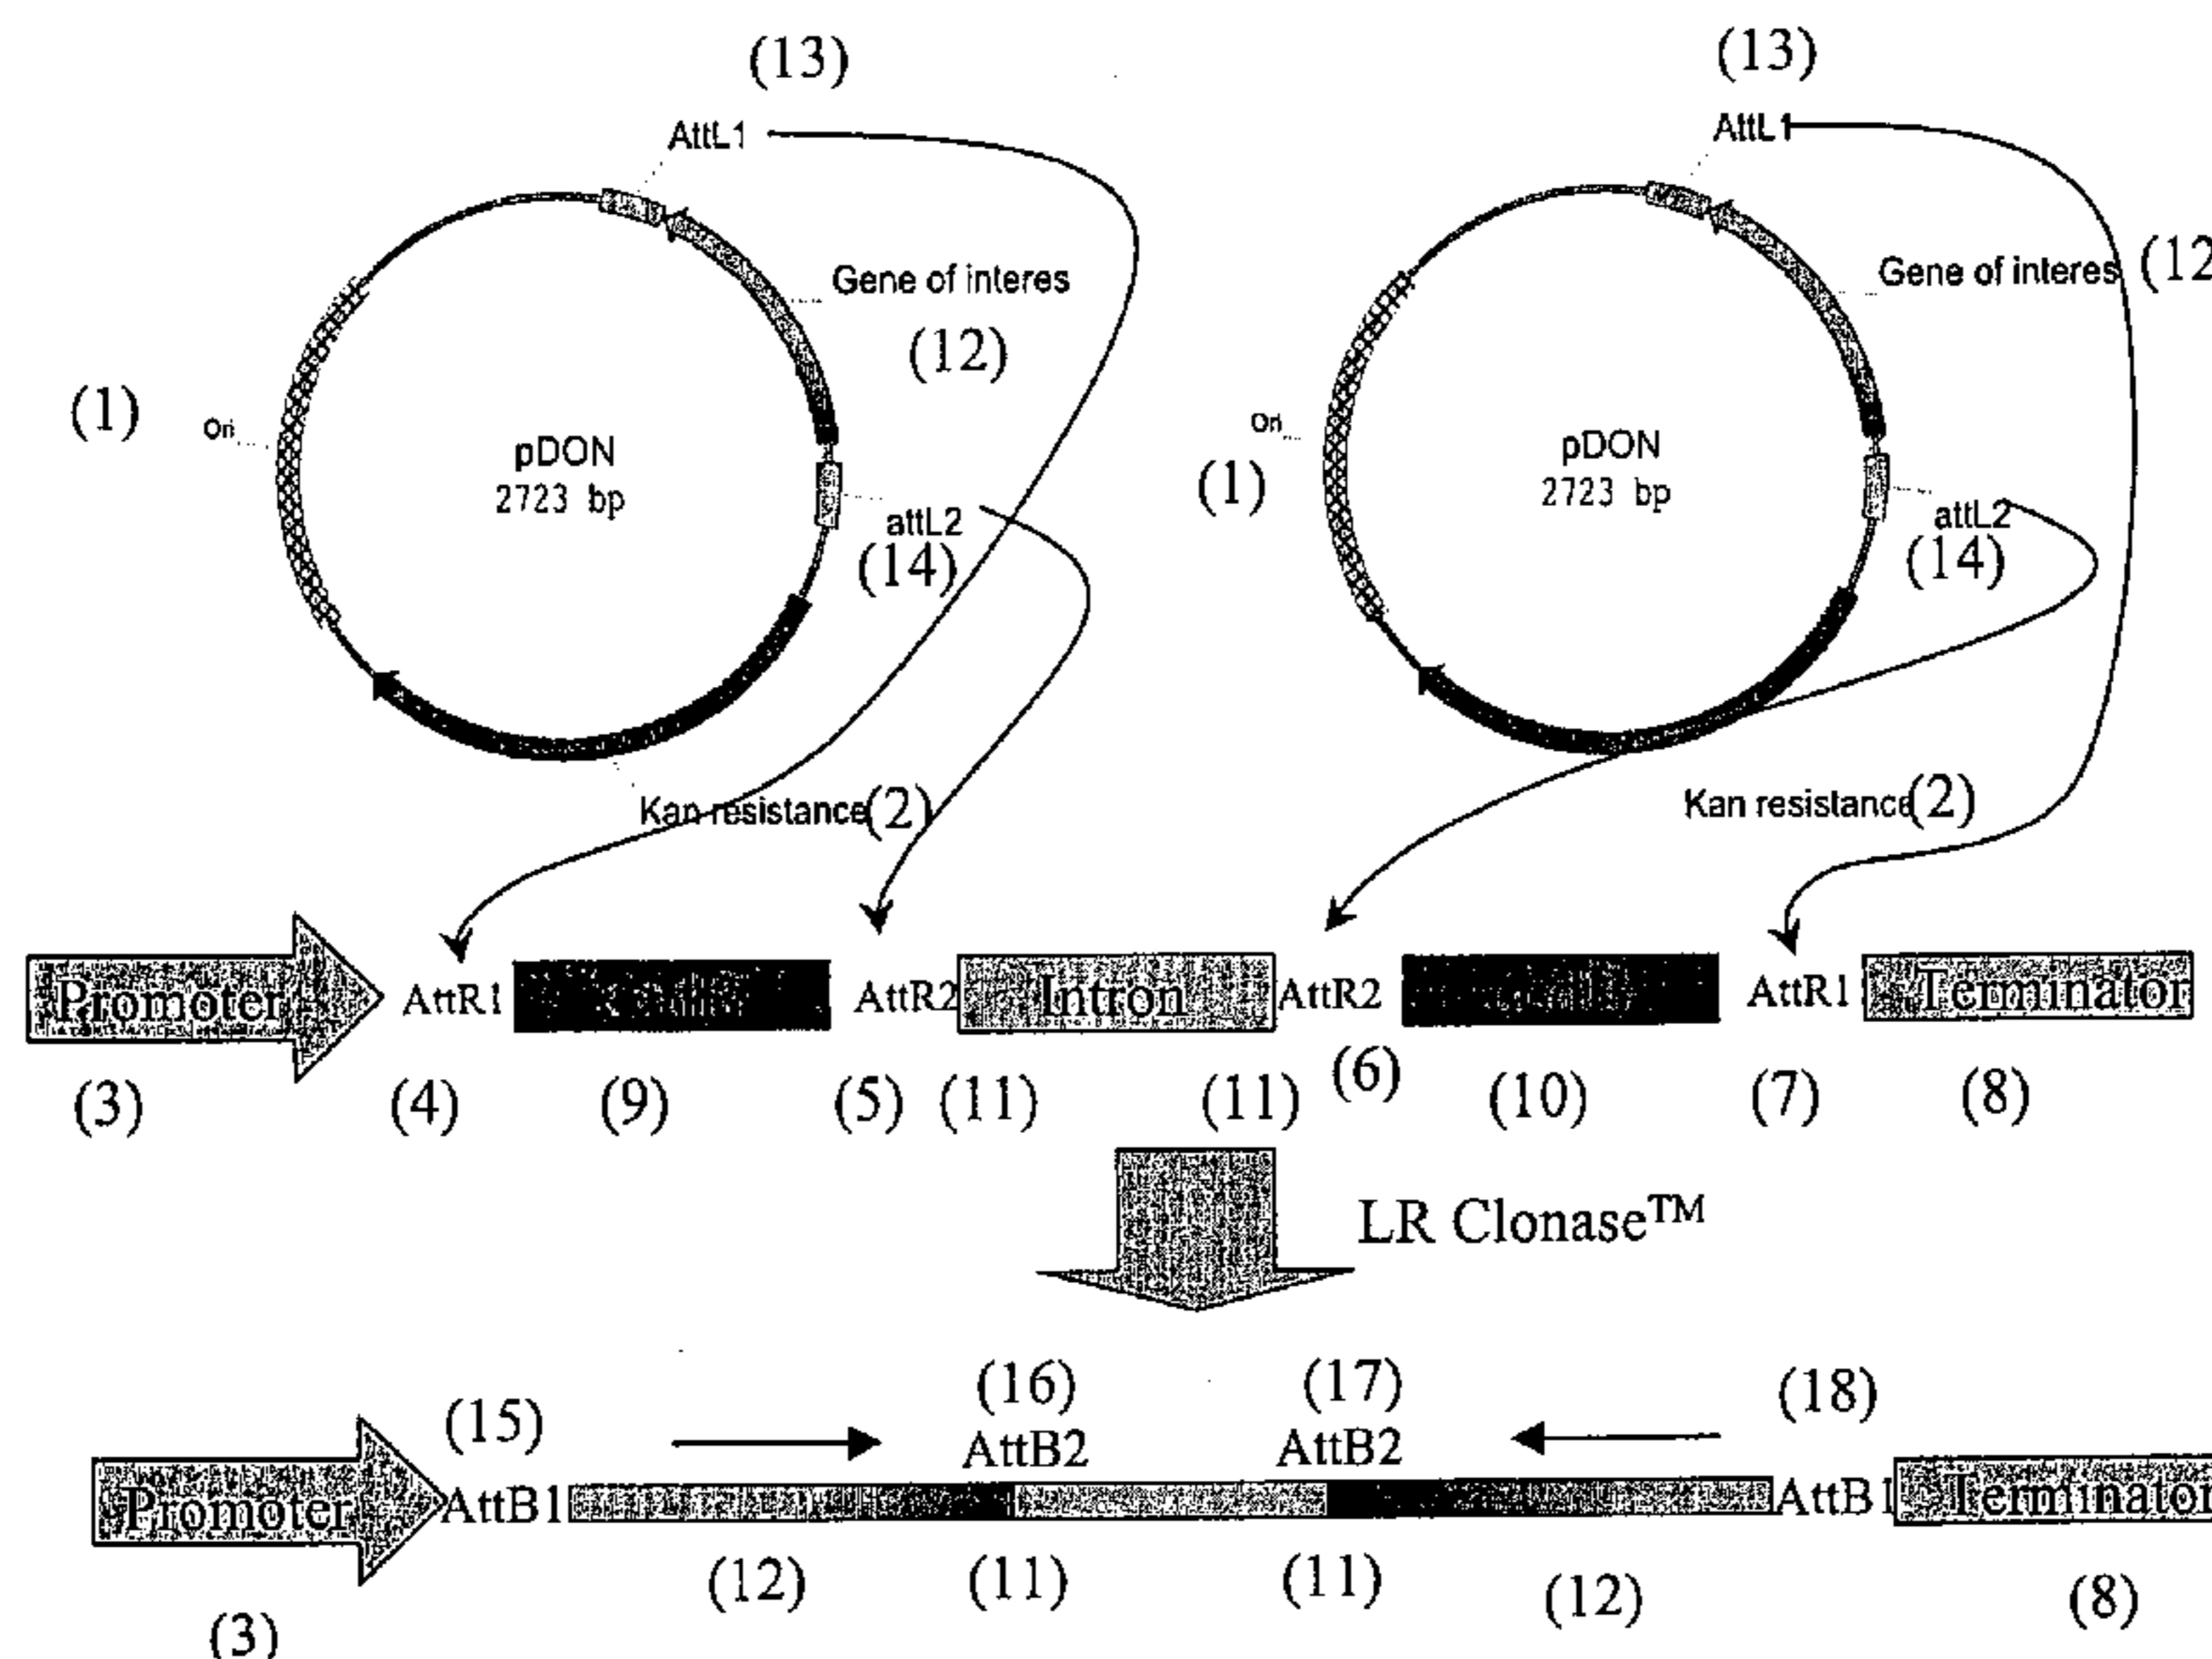 (13)
AttL1
Gene of interes
(12)
(1)
Ori
pDON
2723 bp
attL2
(14)
Kan resistance(2)
(13)
AttL1
Gene of interes (12
Ori
(1)
pDON
2723 bp
attL2
(14)
Kan resistance(2)
Promoter AttR1 AttR2 Intron AttR2 AttR1 Terminator
(3) (4) (9) (5) (11) (11) (6) (10) (7) (8)
LR Clonase™
(15) (16) (17) (18)
AttB2 AttB2
Promoter AttB1 AttB1 Terminator
(12) (11) (11) (12) (8)
(3)